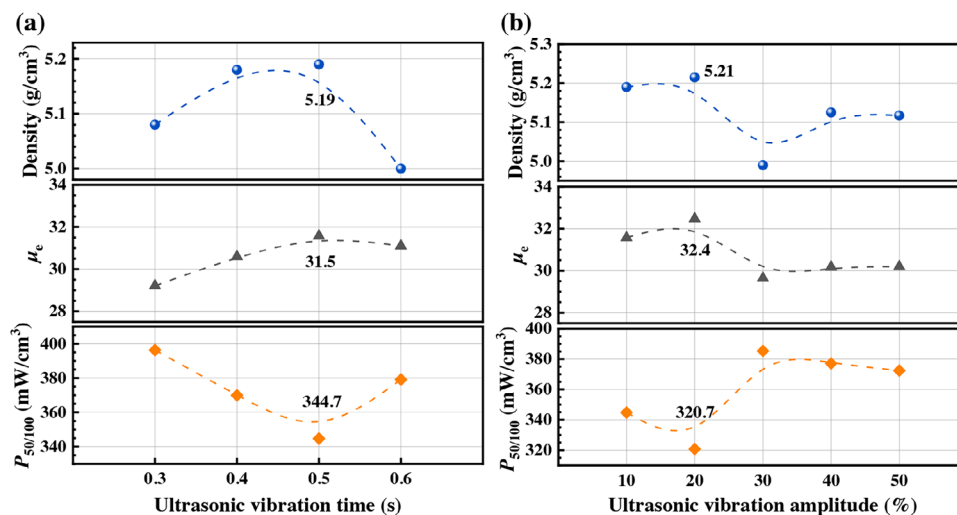 (a)
Density (g/cm³)
5.2
5.1
5.0
5.19
μe
34
32
30
28
31.5
P50/100 (mW/cm³)
400
380
360
340
344.7
0.3 0.4 0.5 0.6
Ultrasonic vibration time (s)
(b)
Density (g/cm³)
5.3
5.2
5.1
5.0
5.21
μe
34
32
30
28
32.4
P50/100 (mW/cm³)
400
380
360
340
320
320.7
10 20 30 40 50
Ultrasonic vibration amplitude (%)